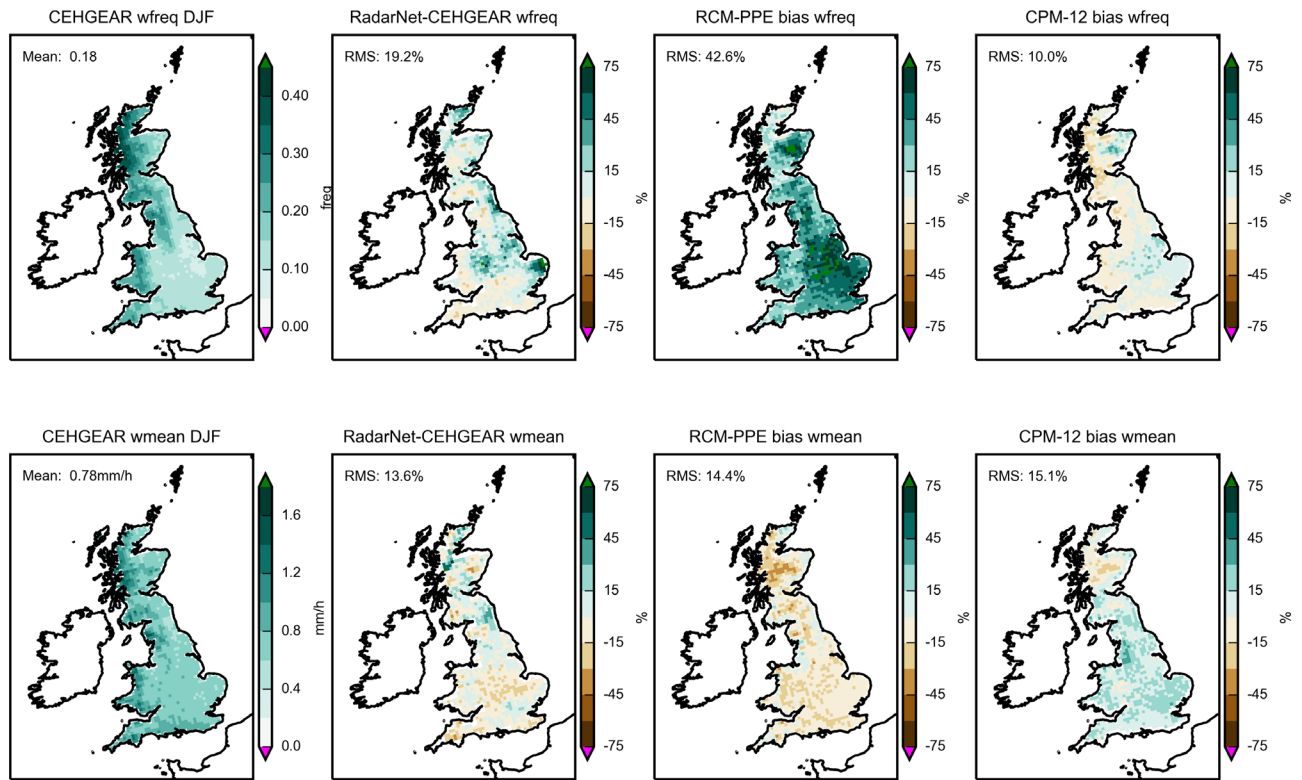 CEHGEAR wfreq DJF
Mean: 0.18
0.40
0.30
0.20
0.10
0.00
freq
RadarNet-CEHGEAR wfreq
RMS: 19.2%
75
45
15
-15
-45
-75
%
RCM-PPE bias wfreq
RMS: 42.6%
75
45
15
-15
-45
-75
%
CPM-12 bias wfreq
RMS: 10.0%
75
45
15
-15
-45
-75
%
CEHGEAR wmean DJF
Mean: 0.78mm/h
1.6
1.2
0.8
0.4
0.0
mm/h
RadarNet-CEHGEAR wmean
RMS: 13.6%
75
45
15
-15
-45
-75
%
RCM-PPE bias wmean
RMS: 14.4%
75
45
15
-15
-45
-75
%
CPM-12 bias wmean
RMS: 15.1%
75
45
15
-15
-45
-75
%